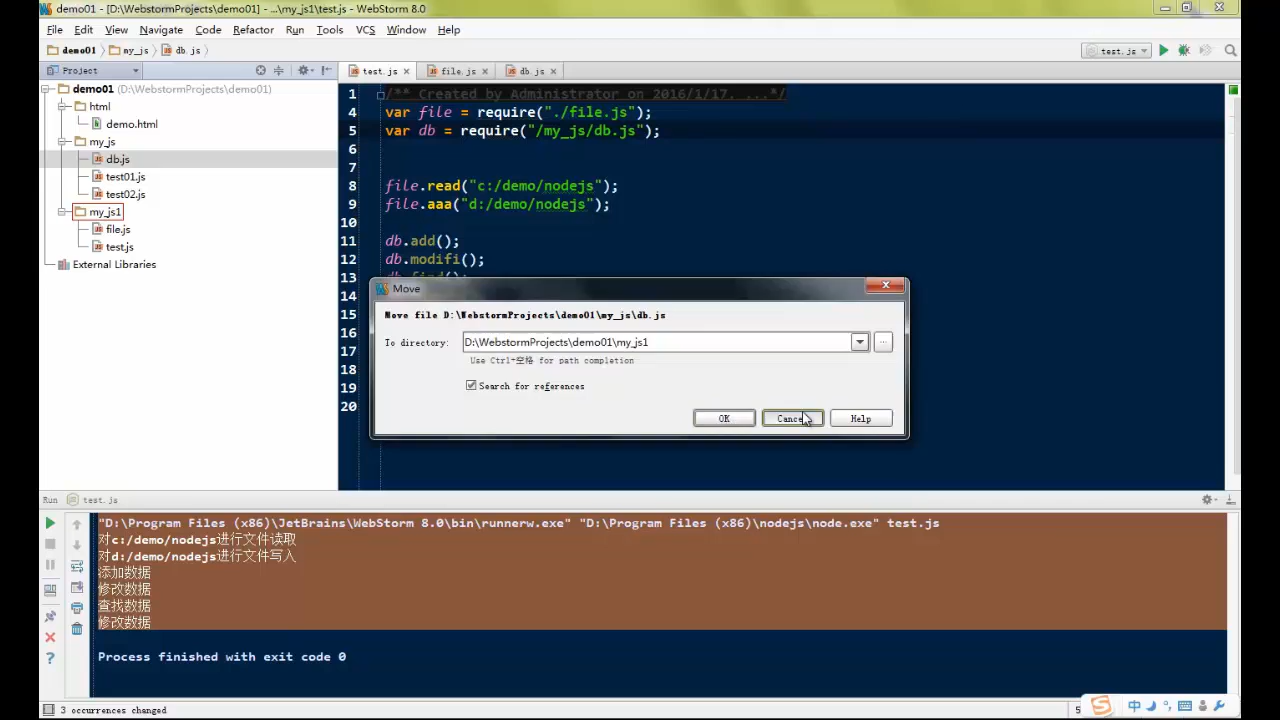 demo01 - [D:\WebstormProjects\demo01] - ...\my_js1\test.js - WebStorm 8.0
File Edit View Navigate Code Refactor Run Tools VCS Window Help
demo01 my_js db.js test.js
Project test.js file.js db.js
demo01 (D:\WebstormProjects\demo01)
html
demo.html
my_js
db.js
test01.js
test02.js
my_js1
file.js
test.js
External Libraries
1 /** Created by Administrator on 2016/1/17. ...*/
4 var file = require("./file.js");
5 var db = require("/my_js/db.js");
6
7
8 file.read("c:/demo/nodejs");
9 file.aaa("d:/demo/nodejs");
10
11 db.add();
12 db.modifi();
13 db.find();
14
15
16
17
18
19
20
Move
Move file D:\WebstormProjects\demo01\my_js\db.js
To directory: D:\WebstormProjects\demo01\my_js1
Use Ctrl+空格 for path completion
Search for references
OK Cancel Help
Run test.js
"D:\Program Files (x86)\JetBrains\WebStorm 8.0\bin\runnerw.exe" "D:\Program Files (x86)\nodejs\node.exe" test.js
对c:/demo/nodejs进行文件读取
对d:/demo/nodejs进行文件写入
添加数据
修改数据
查找数据
修改数据
Process finished with exit code 0
3 occurrences changed
中